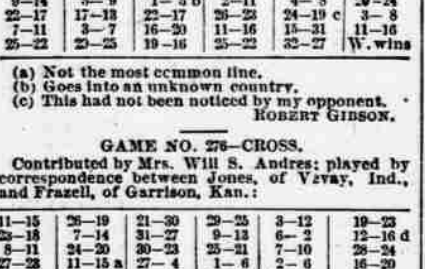 22—17 17—13 22—17 26—23 24—19 c 3—8
7—11 3—7 16—20 11—16 15—31 11—16
25—22 29—25 19—16 25—22 32—27 W. wins
(a) Not the most common line.
(b) Goes into an unknown country.
(c) This had not been noticed by my opponent.
ROBERT GIBSON.
GAME NO. 276—CROSS.
Contributed by Mrs. Will S. Andres; played by
correspondence between Jones, of Vevay, Ind.,
and Frazell, of Garrison, Kan.:
11—15 26—19 21—30 29—25 3—12 19—23
23—18 7—14 31—27 9—13 6—2 12—16 d
8—11 24—20 30—23 25—21 7—10 28—24
27—23 11—15 a 27—4 1—6 2—6 16—20